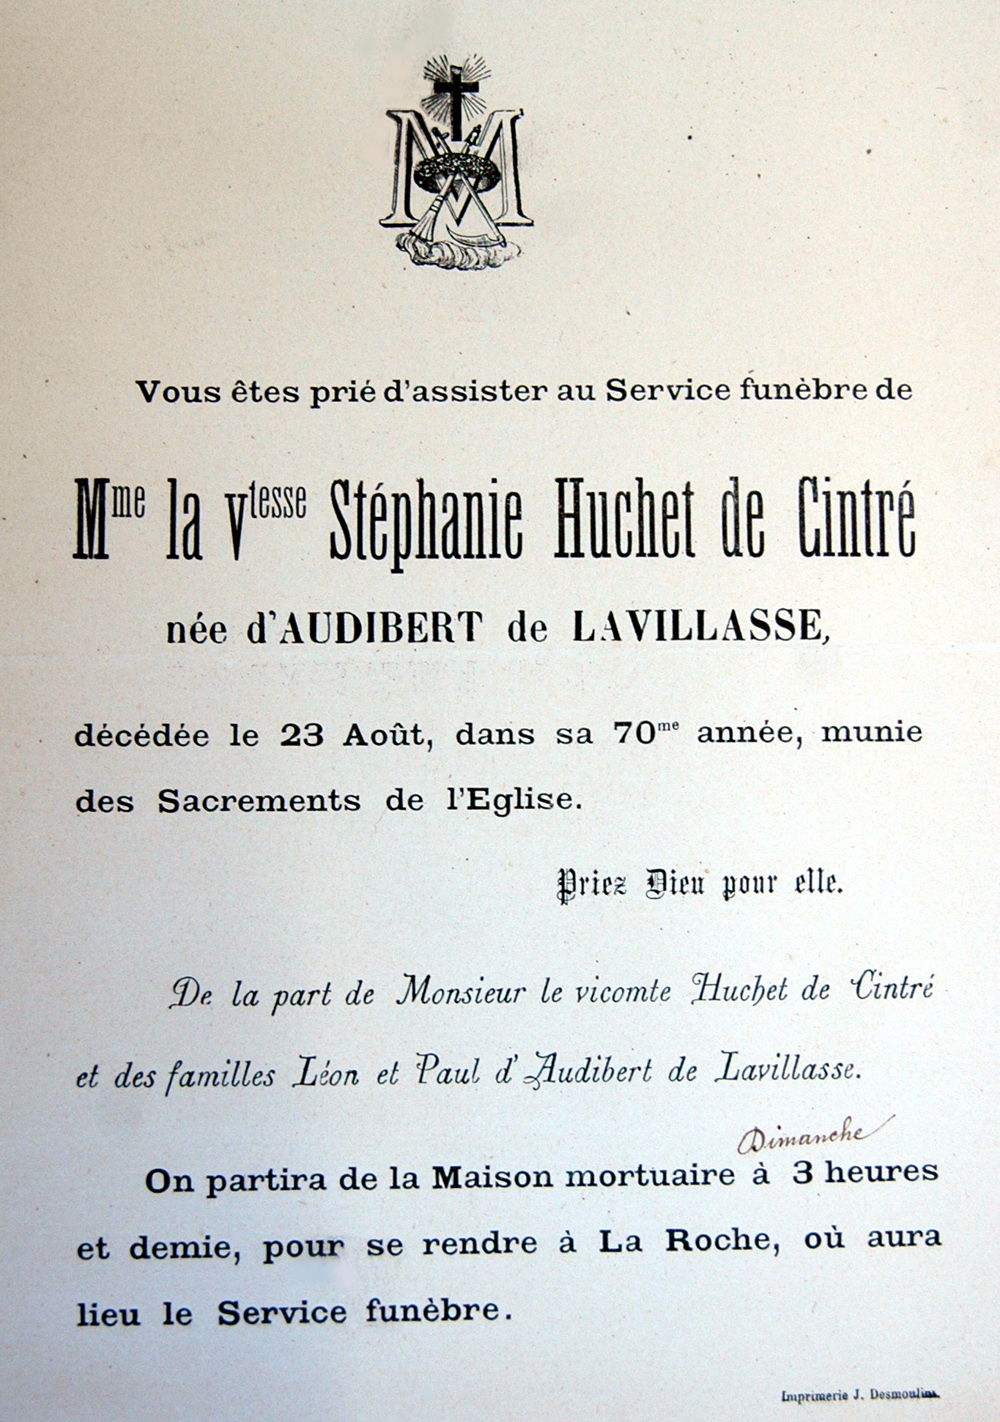 M
Vous êtes prié d'assister au Service funèbre de
Mme la Vtesse Stéphanie Huchet de Cintré
née d'AUDIBERT de LAVILLASSE,
décédée le 23 Août, dans sa 70me année, munie
des Sacrements de l'Eglise.
Priez Dieu pour elle.
De la part de Monsieur le vicomte Huchet de Cintré
et des familles Léon et Paul d'Audibert de Lavillasse.
Dimanche
On partira de la Maison mortuaire à 3 heures
et demie, pour se rendre à La Roche, où aura
lieu le Service funèbre.
Imprimerie J. Desmoulins.